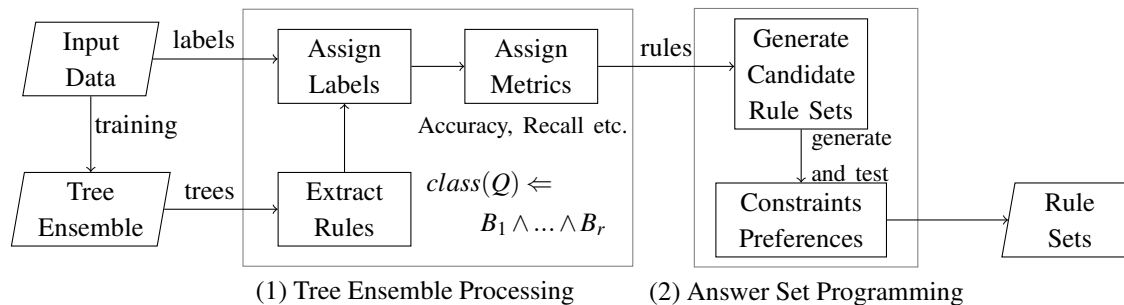 Input
Data
labels
Assign
Labels
Assign
Metrics
Accuracy, Recall etc.
rules
Generate
Candidate
Rule Sets
training
generate
and test
Tree
Ensemble
trees
Extract
Rules
class(Q) ⇐
B₁ ∧ ... ∧ Bᵣ
Constraints
Preferences
Rule
Sets
(1) Tree Ensemble Processing
(2) Answer Set Programming